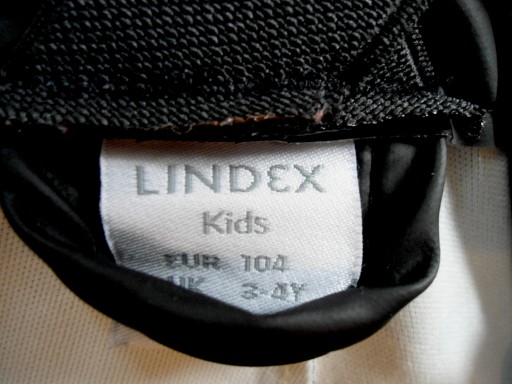 LINDEX
Kids
EUR 104
UK 3-4Y